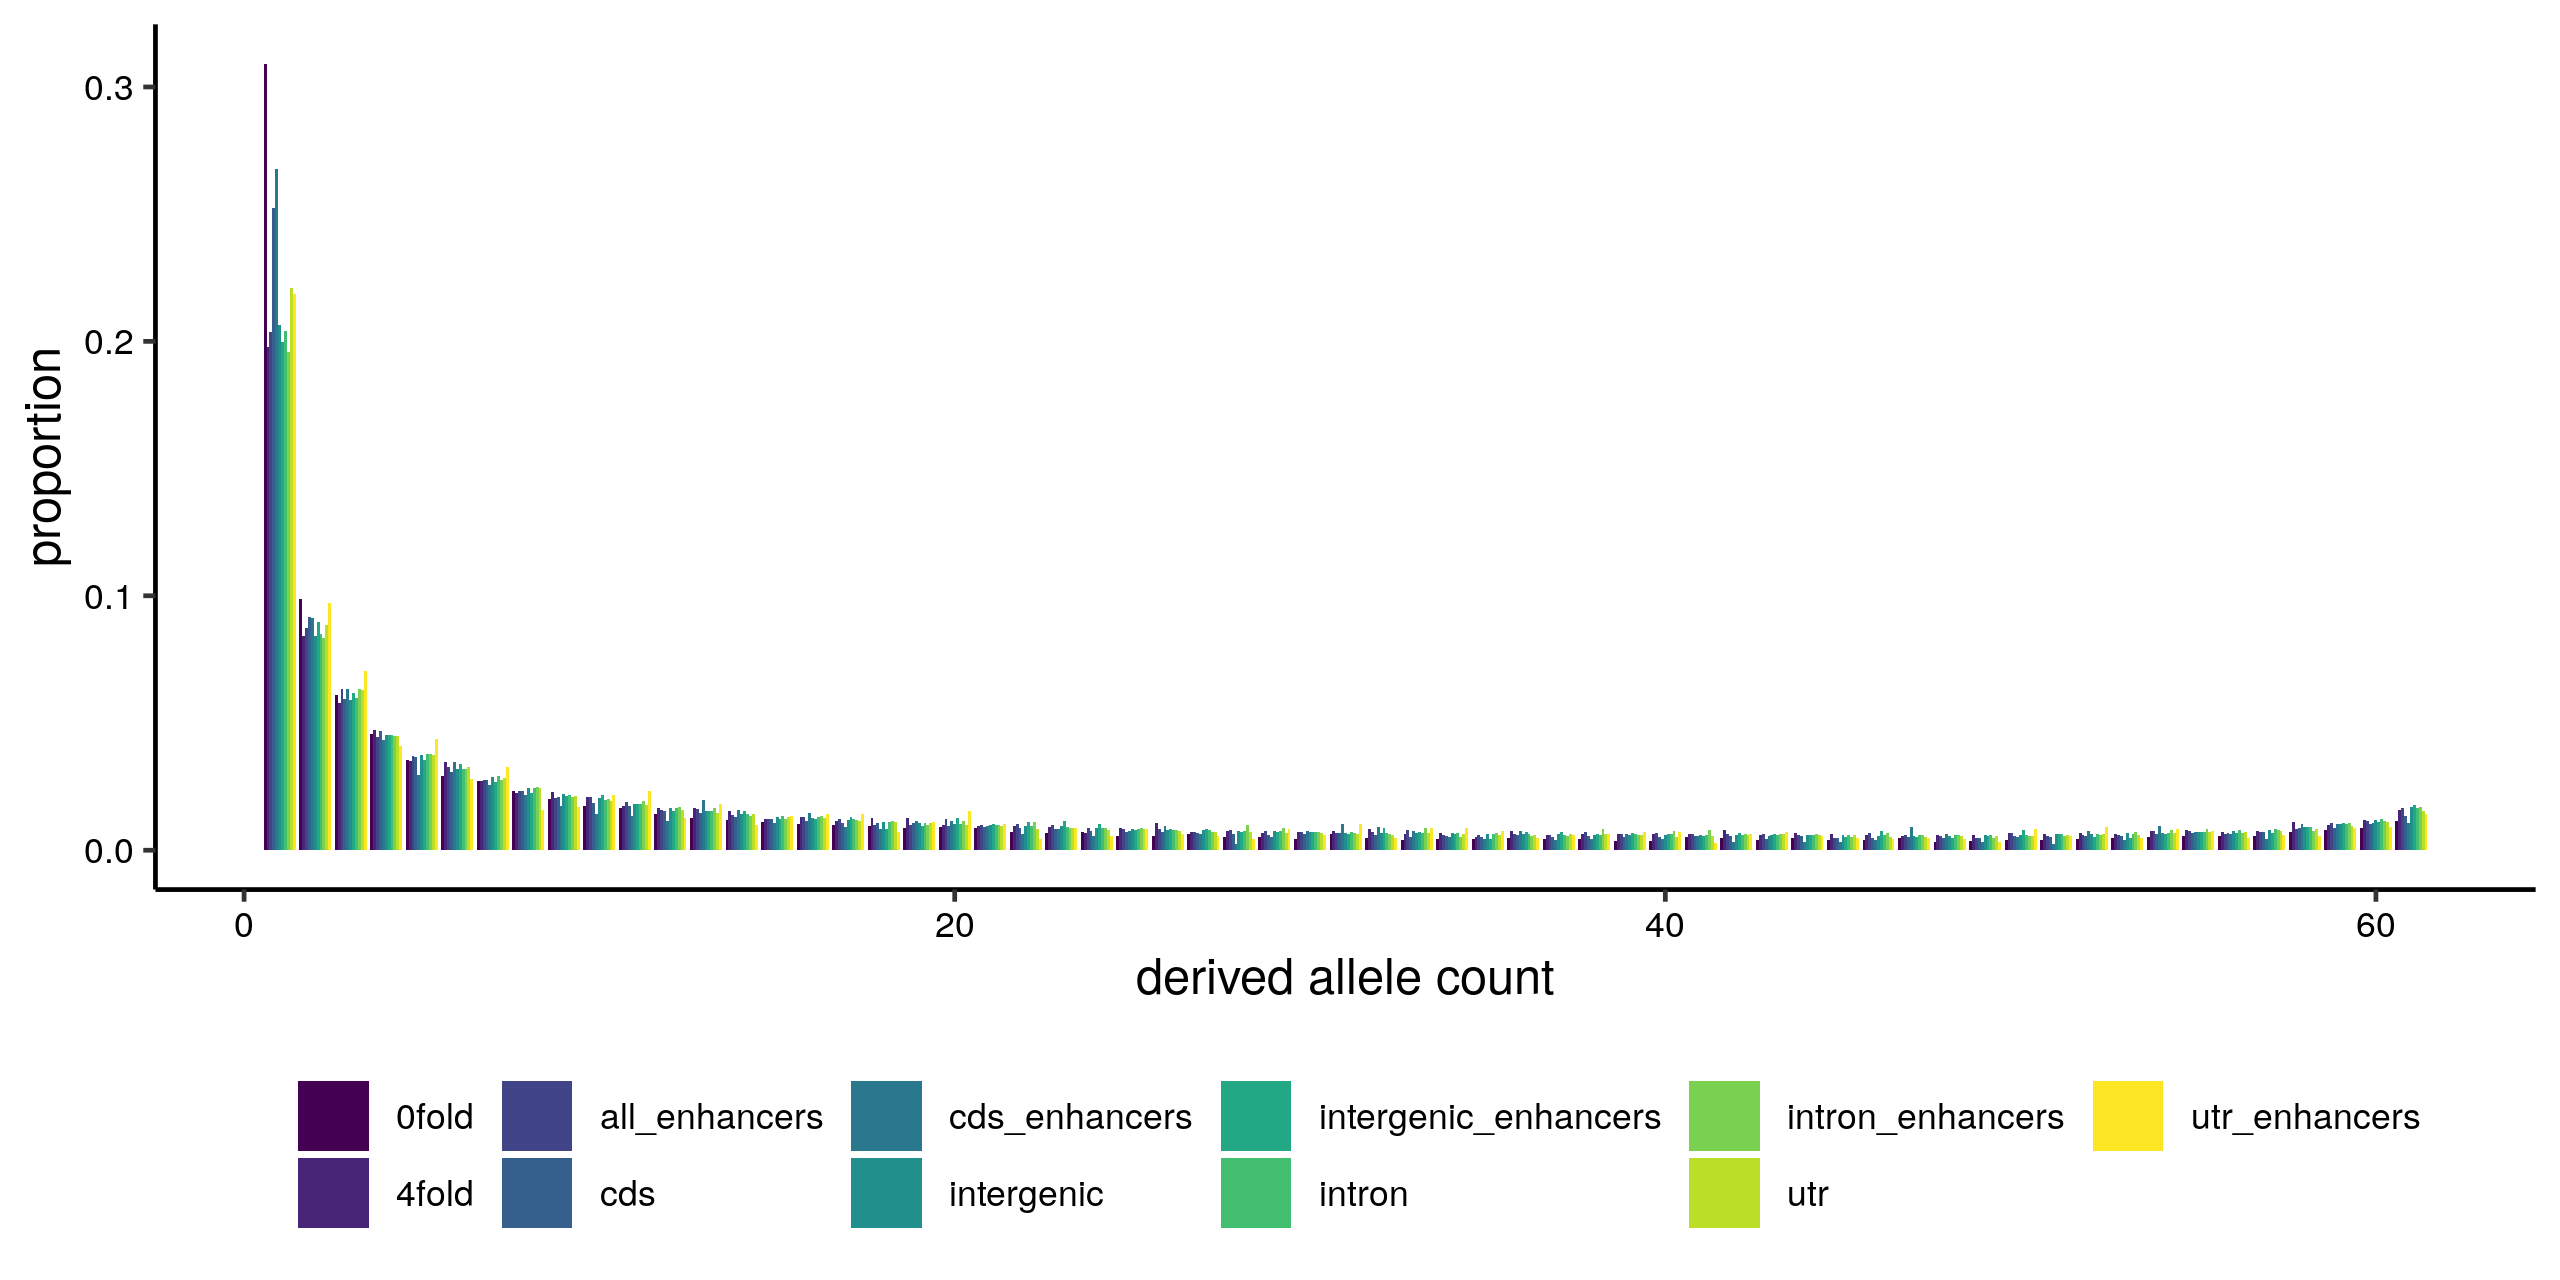 proportion
0.3
0.2
0.1
0.0
0 20 40 60
derived allele count
0fold all_enhancers cds_enhancers intergenic_enhancers intron_enhancers utr_enhancers
4fold cds intergenic intron utr